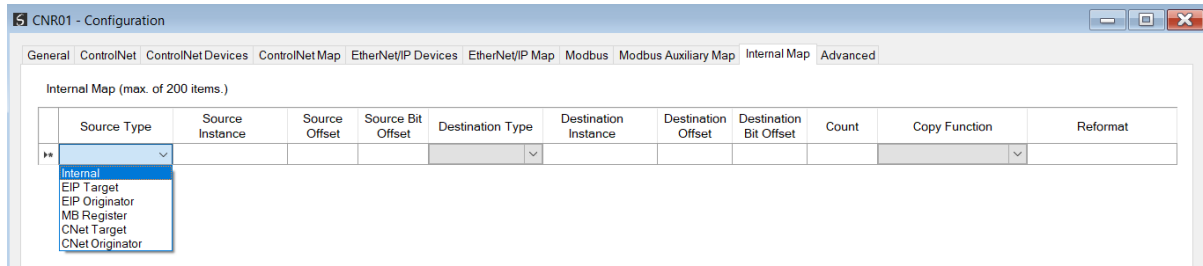 CNR01 - Configuration
General ControlNet ControlNet Devices ControlNet Map EtherNet/IP Devices EtherNet/IP Map Modbus Modbus Auxiliary Map Internal Map Advanced
Internal Map (max. of 200 items.)
Source Type Source Instance Source Offset Source Bit Offset Destination Type Destination Instance Destination Offset Destination Bit Offset Count Copy Function Reformat
Internal
EIP Target
EIP Originator
MB Register
CNet Target
CNet Originator